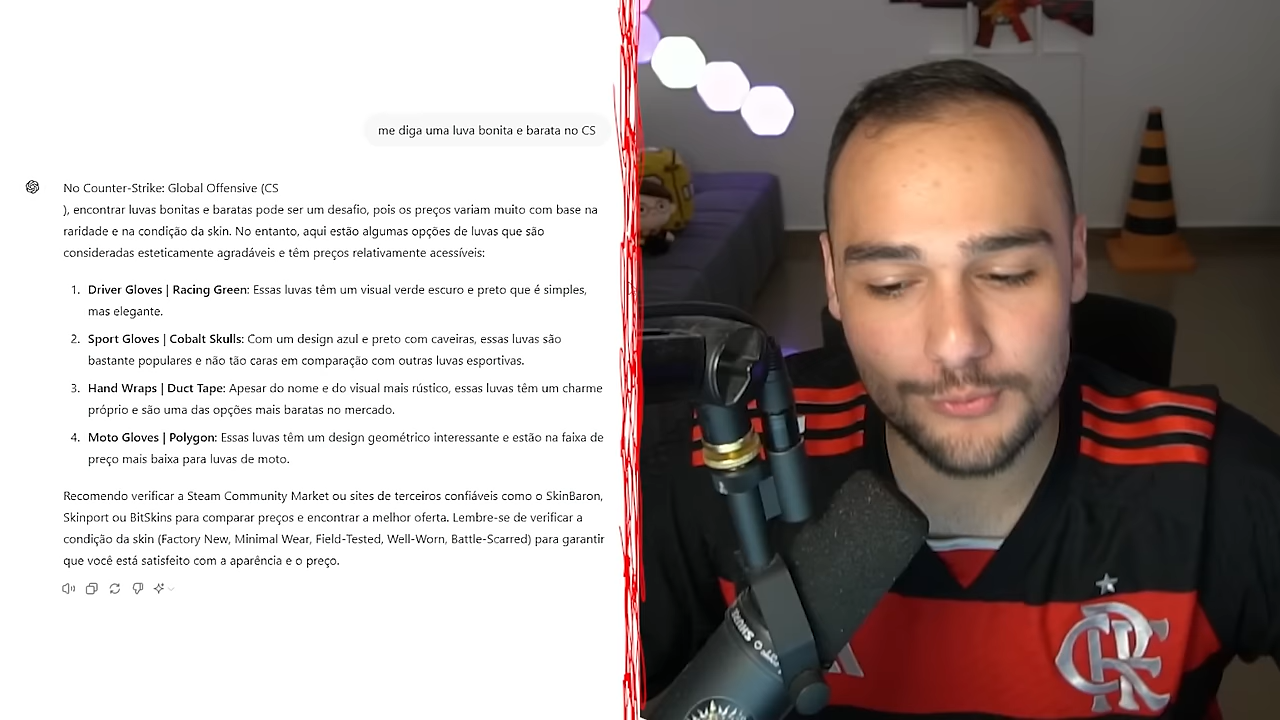 me diga uma luva bonita e barata no CS
No Counter-Strike: Global Offensive (CS
), encontrar luvas bonitas e baratas pode ser um desafio, pois os preços variam muito com base na
raridade e na condição da skin. No entanto, aqui estão algumas opções de luvas que são
consideradas esteticamente agradáveis e têm preços relativamente acessíveis:
1. Driver Gloves | Racing Green: Essas luvas têm um visual verde escuro e preto que é simples,
mas elegante.
2. Sport Gloves | Cobalt Skulls: Com um design azul e preto com caveiras, essas luvas são
bastante populares e não tão caras em comparação com outras luvas esportivas.
3. Hand Wraps | Duct Tape: Apesar do nome e do visual mais rústico, essas luvas têm um charme
próprio e são uma das opções mais baratas no mercado.
4. Moto Gloves | Polygon: Essas luvas têm um design geométrico interessante e estão na faixa de
preço mais baixa para luvas de moto.
Recomendo verificar a Steam Community Market ou sites de terceiros confiáveis como o SkinBaron,
Skinport ou BitSkins para comparar preços e encontrar a melhor oferta. Lembre-se de verificar a
condição da skin (Factory New, Minimal Wear, Field-Tested, Well-Worn, Battle-Scarred) para garantir
que você está satisfeito com a aparência e o preço.